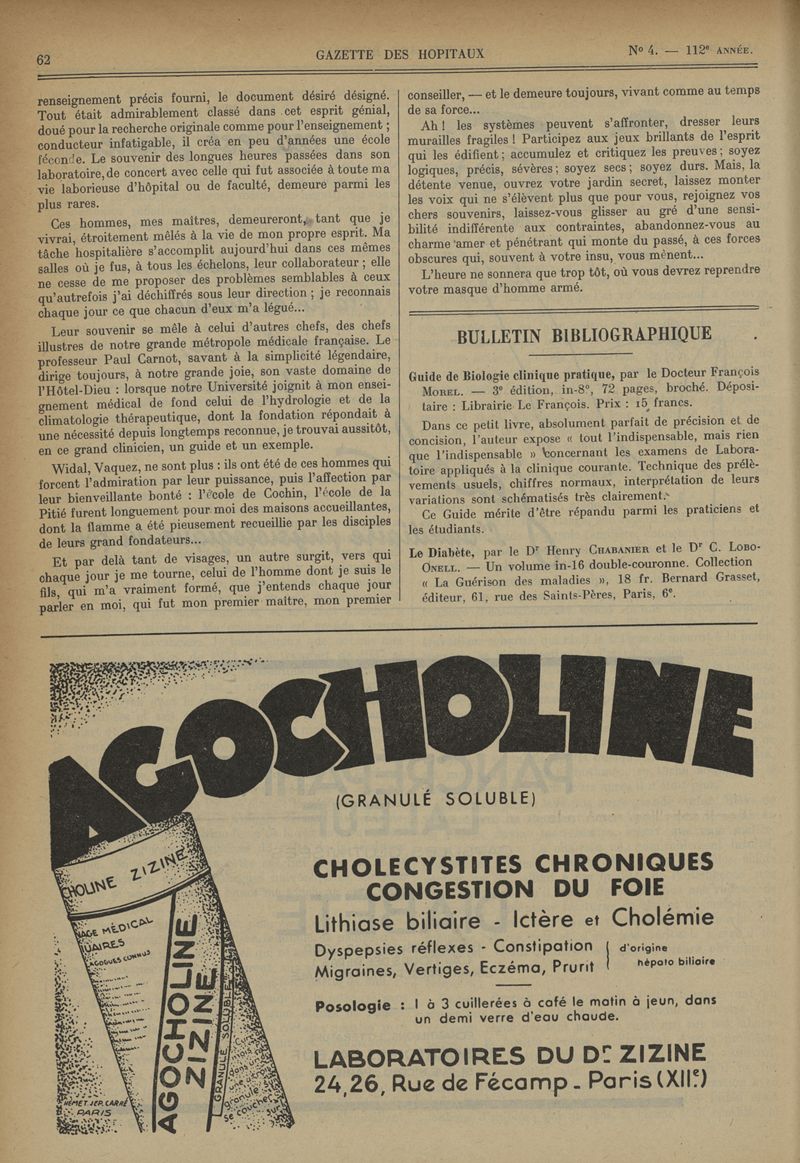 62
GAZETTE DES HOPITAUX
Nº 4. — 112e ANNÉE.
renseignement précis fourni, le document désiré désigné.
Tout était admirablement classé dans cet esprit génial,
doué pour la recherche originale comme pour l'enseignement ;
conducteur infatigable, il créa en peu d'années une école
féconde. Le souvenir des longues heures passées dans son
laboratoire, de concert avec celle qui fut associée à toute ma
vie laborieuse d'hôpital ou de faculté, demeure parmi les
plus rares.
Ces hommes, mes maîtres, demeureront, tant que je
vivrai, étroitement mêlés à la vie de mon propre esprit. Ma
tâche hospitalière s'accomplit aujourd'hui dans ces mêmes
salles où je fus, à tous les échelons, leur collaborateur ; elle
ne cesse de me proposer des problèmes semblables à ceux
qu'autrefois j'ai déchiffrés sous leur direction ; je reconnais
chaque jour ce que chacun d'eux m'a légué...
Leur souvenir se mêle à celui d'autres chefs, des chefs
illustres de notre grande métropole médicale française. Le
professeur Paul Carnot, savant à la simplicité légendaire,
dirige toujours, à notre grande joie, son vaste domaine de
l'Hôtel-Dieu : lorsque notre Université joignit à mon ensei-
gnement médical de fond celui de l'hydrologie et de la
climatologie thérapeutique, dont la fondation répondait à
une nécessité depuis longtemps reconnue, je trouvai aussitôt,
en ce grand clinicien, un guide et un exemple.
Widal, Vaquez, ne sont plus : ils ont été de ces hommes qui
forcent l'admiration par leur puissance, puis l'affection par
leur bienveillante bonté : l'école de Cochin, l'école de la
Pitié furent longuement pour moi des maisons accueillantes,
dont la flamme a été pieusement recueillie par les disciples
de leurs grand fondateurs...
Et par delà tant de visages, un autre surgit, vers qui
chaque jour je me tourne, celui de l'homme dont je suis le
fils, qui m'a vraiment formé, que j'entends chaque jour
parler en moi, qui fut mon premier maître, mon premier
conseiller, — et le demeure toujours, vivant comme au temps
de sa force...
Ah ! les systèmes peuvent s'affronter, dresser leurs
murailles fragiles ! Participez aux jeux brillants de l'esprit
qui les édifient ; accumulez et critiquez les preuves ; soyez
logiques, précis, sévères ; soyez secs ; soyez durs. Mais, la
détente venue, ouvrez votre jardin secret, laissez monter
les voix qui ne s'élèvent plus que pour vous, rejoignez vos
chers souvenirs, laissez-vous glisser au gré d'une sensi-
bilité indifférente aux contraintes, abandonnez-vous au
charme amer et pénétrant qui monte du passé, à ces forces
obscures qui, souvent à votre insu, vous mènent...
L'heure ne sonnera que trop tôt, où vous devrez reprendre
votre masque d'homme armé.
BULLETIN BIBLIOGRAPHIQUE
Guide de Biologie clinique pratique, par le Docteur François
MOREL. — 3e édition, in-8º, 72 pages, broché. Déposi-
taire : Librairie Le François. Prix : 15 francs.
Dans ce petit livre, absolument parfait de précision et de
concision, l'auteur expose « tout l'indispensable, mais rien
que l'indispensable » concernant les examens de Labora-
toire appliqués à la clinique courante. Technique des prélè-
vements usuels, chiffres normaux, interprétation de leurs
variations sont schématisés très clairement.
Ce Guide mérite d'être répandu parmi les praticiens et
les étudiants.
Le Diabète, par le Dr Henry CHABANIER et le Dr C. LOBO-
ONELL. — Un volume in-16 double-couronne. Collection
« La Guérison des maladies », 18 fr. Bernard Grasset,
éditeur, 61, rue des Saints-Pères, Paris, 6e.
AGOCHOLINE
(GRANULÉ SOLUBLE)
CHOLINE ZIZINE
AGE MÉDICAL
AGOGUES CONNUS
AGOCHOLINE
ZIZINE
GRANULÉ SOLUBLE
granulé
se coucher
HÉMET JEP. CARRÉ
PARIS
CHOLECYSTITES CHRONIQUES
CONGESTION DU FOIE
Lithiase biliaire - Ictère et Cholémie
Dyspepsies réflexes - Constipation
Migraines, Vertiges, Eczéma, Prurit
d'origine
hépato biliaire
Posologie : 1 à 3 cuillerées à café le matin à jeun, dans
un demi verre d'eau chaude.
LABORATOIRES DU Dr ZIZINE
24,26, Rue de Fécamp - Paris (XIIe)